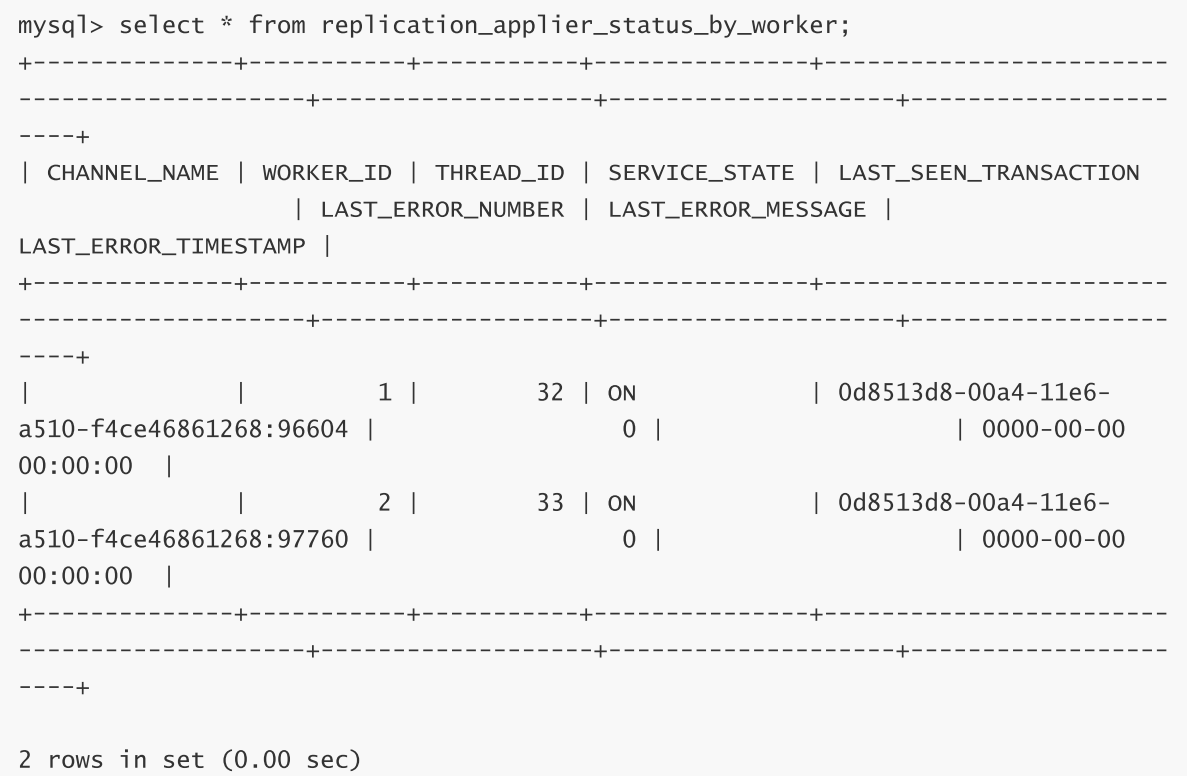 mysql> select * from replication_applier_status_by_worker;
+--------------+-----------+-----------+---------------+------------------------
--------------------+-------------------+--------------------+------------------
----+
| CHANNEL_NAME | WORKER_ID | THREAD_ID | SERVICE_STATE | LAST_SEEN_TRANSACTION
                   | LAST_ERROR_NUMBER | LAST_ERROR_MESSAGE |
LAST_ERROR_TIMESTAMP |
+--------------+-----------+-----------+---------------+------------------------
--------------------+-------------------+--------------------+------------------
----+
|              |         1 |        32 | ON            | 0d8513d8-00a4-11e6-
a510-f4ce46861268:96604 |                 0 |                    | 0000-00-00
00:00:00  |
|              |         2 |        33 | ON            | 0d8513d8-00a4-11e6-
a510-f4ce46861268:97760 |                 0 |                    | 0000-00-00
00:00:00  |
+--------------+-----------+-----------+---------------+------------------------
--------------------+-------------------+--------------------+------------------
----+
2 rows in set (0.00 sec)